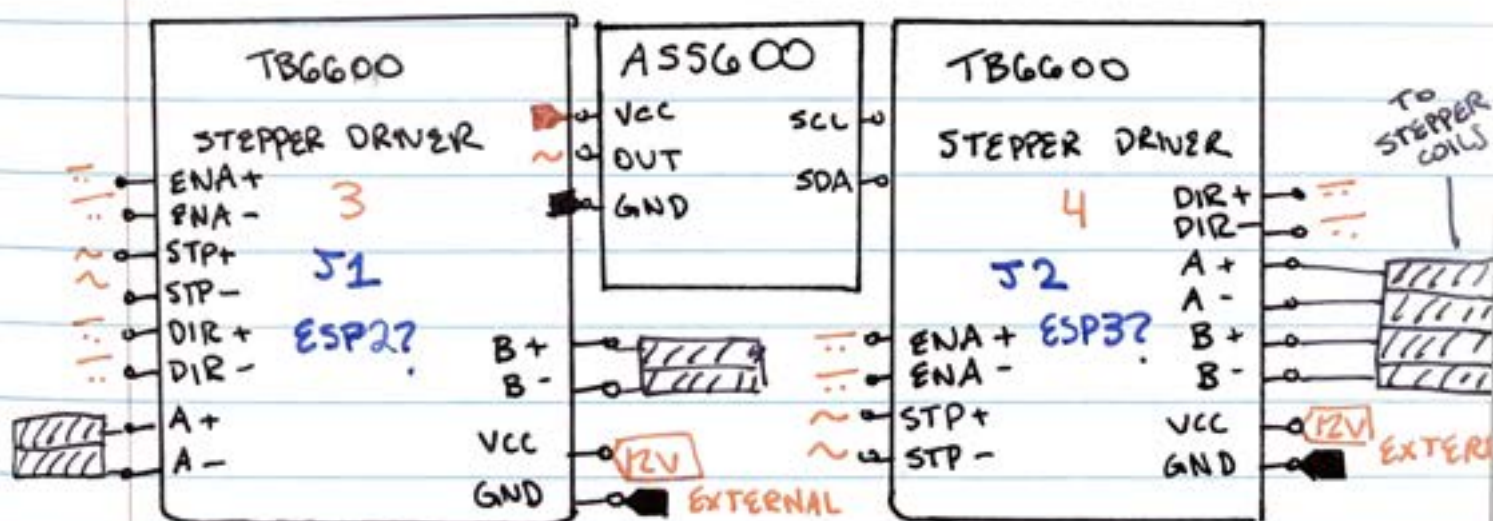 TB6600
STEPPER DRIVER
3
J1
ESP2?
ENA+
ENA-
STP+
STP-
DIR+
DIR-
A+
A-
B+
B-
VCC
12V
GND
EXTERNAL
AS5600
VCC
OUT
GND
SCL
SDA
TB6600
STEPPER DRIVER
4
J2
ESP3?
ENA+
ENA-
STP+
STP-
DIR+
DIR-
A+
A-
B+
B-
VCC
12V
GND
EXTER
TO
STEPPER
COILS